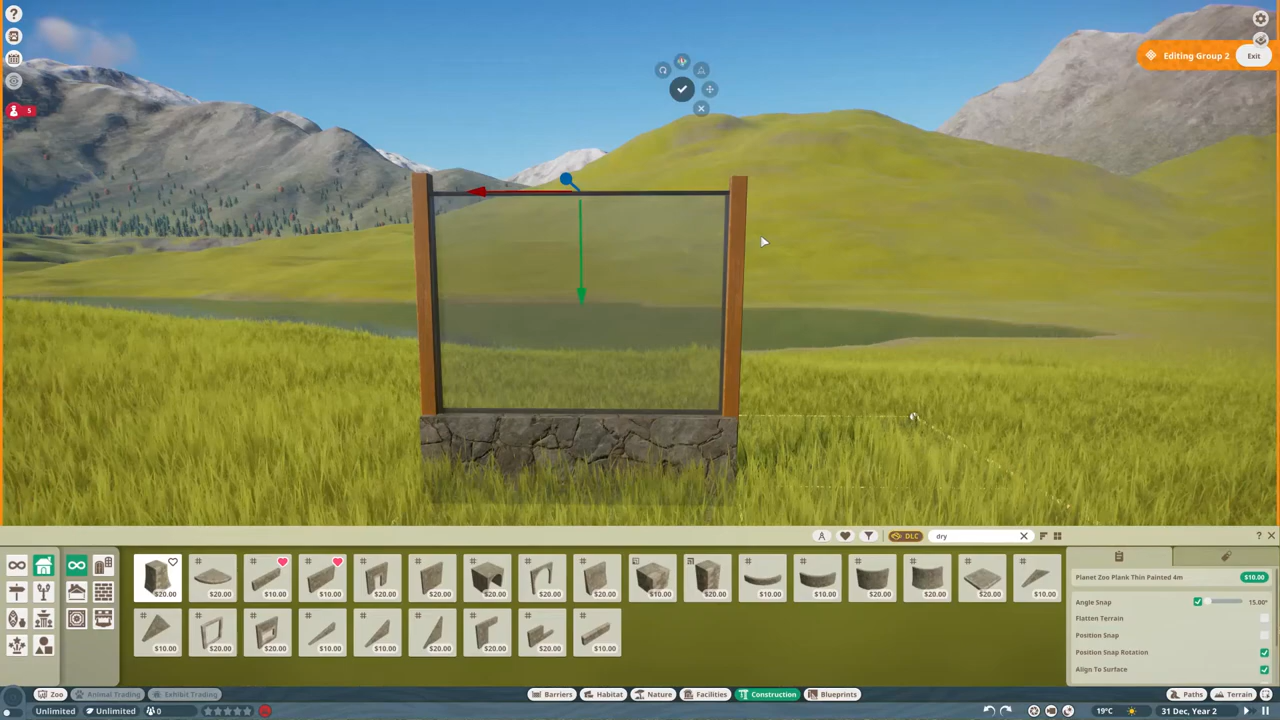 ?
5
Editing Group 2
Exit
A
DLC
dry
?
$20.00
$20.00
$10.00
$10.00
$20.00
$20.00
$20.00
$20.00
$20.00
$10.00
$20.00
$10.00
$10.00
$20.00
$20.00
$20.00
$10.00
$10.00
$20.00
$20.00
$10.00
$10.00
$20.00
$20.00
$20.00
$10.00
Planet Zoo Plank Thin Painted 4m
$10.00
Angle Snap
15.00°
Flatten Terrain
Position Snap
Position Snap Rotation
Align To Surface
Zoo
Animal Trading
Exhibit Trading
Barriers
Habitat
Nature
Facilities
Construction
Blueprints
Paths
Terrain
Unlimited
Unlimited
0
19°C
31 Dec, Year 2